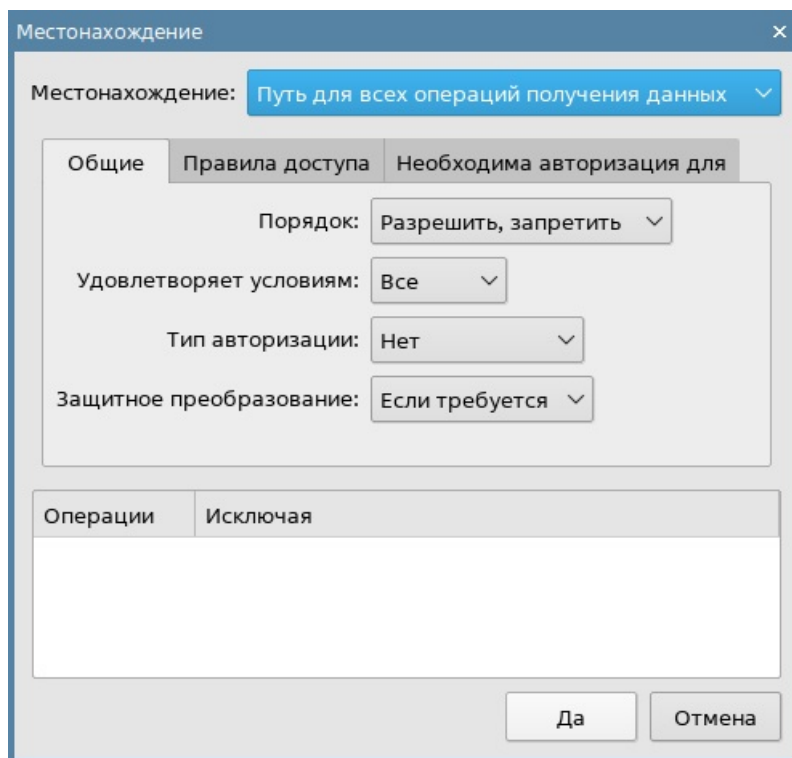 Местонахождение
Местонахождение: Путь для всех операций получения данных
Общие Правила доступа Необходима авторизация для
Порядок: Разрешить, запретить
Удовлетворяет условиям: Все
Тип авторизации: Нет
Защитное преобразование: Если требуется
Операции Исключая
Да Отмена